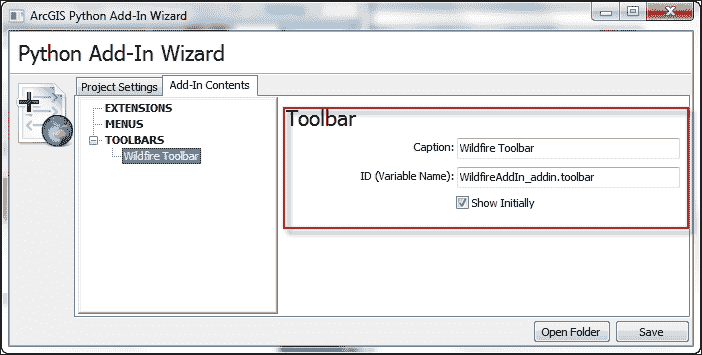 ArcGIS Python Add-In Wizard
Python Add-In Wizard
Project Settings
Add-In Contents
EXTENSIONS
MENUS
TOOLBARS
Wildfire Toolbar
Toolbar
Caption: Wildfire Toolbar
ID (Variable Name): WildfireAddIn_addin.toolbar
Show Initially
Open Folder
Save